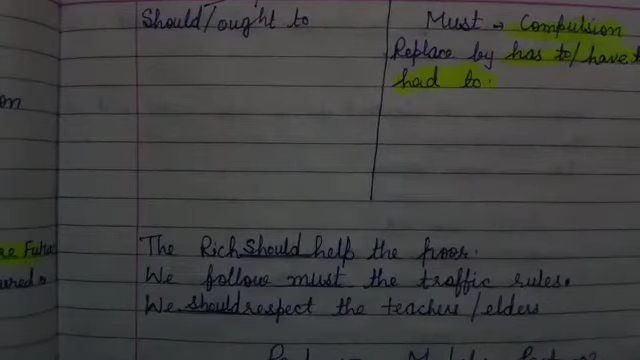 Should/ought to
Must → Compulsion
Replace by has to/have
had to.
The Rich should help the poor.
We follow must the traffic rules.
We should respect the teachers/elders